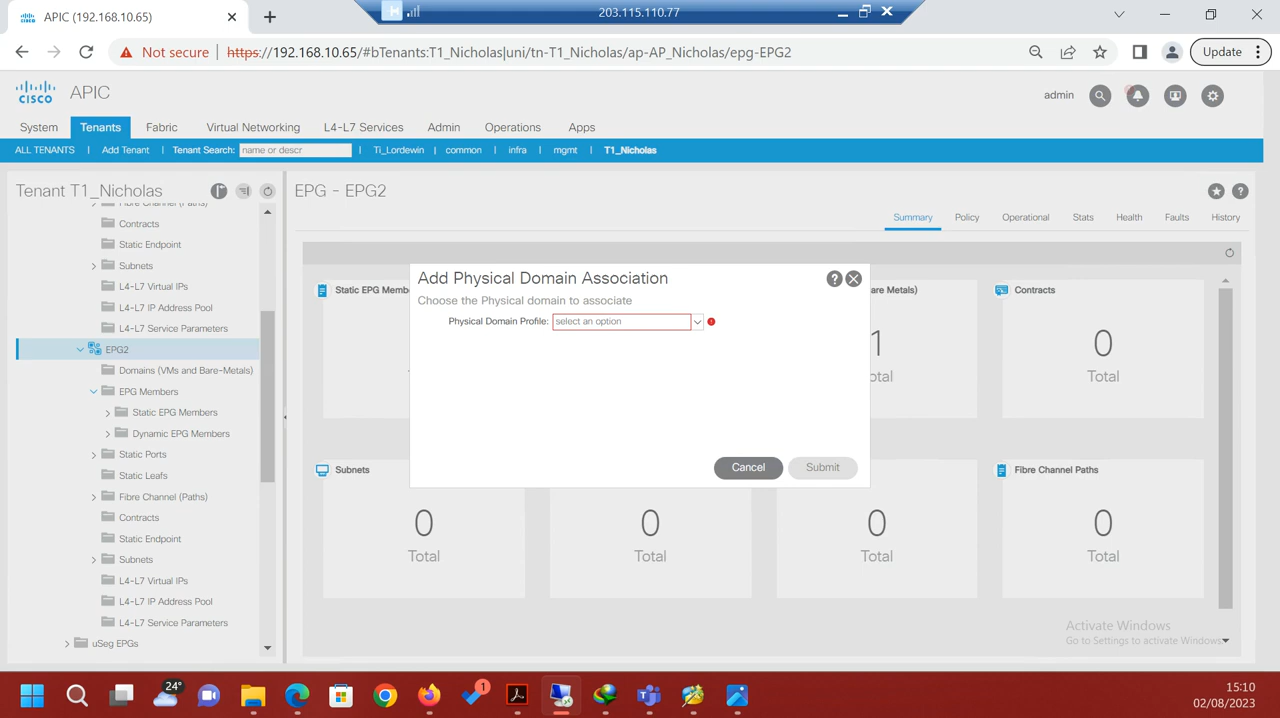 APIC (192.168.10.65)
203.115.110.77
Not secure
https://192.168.10.65/#bTenants:T1_Nicholas|uni/tn-T1_Nicholas/ap-AP_Nicholas/epg-EPG2
Update
CISCO
APIC
admin
System
Tenants
Fabric
Virtual Networking
L4-L7 Services
Admin
Operations
Apps
ALL TENANTS | Add Tenant | Tenant Search: name or descr | Ti_Lordewin | common | infra | mgmt | T1_Nicholas
Tenant T1_Nicholas
Fibre Channel (Paths)
Contracts
Static Endpoint
Subnets
L4-L7 Virtual IPs
L4-L7 IP Address Pool
L4-L7 Service Parameters
EPG2
Domains (VMs and Bare-Metals)
EPG Members
Static EPG Members
Dynamic EPG Members
Static Ports
Static Leafs
Fibre Channel (Paths)
Contracts
Static Endpoint
Subnets
L4-L7 Virtual IPs
L4-L7 IP Address Pool
L4-L7 Service Parameters
uSeg EPGs
EPG - EPG2
Summary
Policy
Operational
Stats
Health
Faults
History
Static EPG Membe
are Metals)
1
otal
Contracts
0
Total
Add Physical Domain Association
Choose the Physical domain to associate
Physical Domain Profile: select an option
Cancel
Submit
Subnets
0
Total
0
Total
0
Total
Fibre Channel Paths
0
Total
Activate Windows
Go to Settings to activate Windows.
24°
1
15:10
02/08/2023